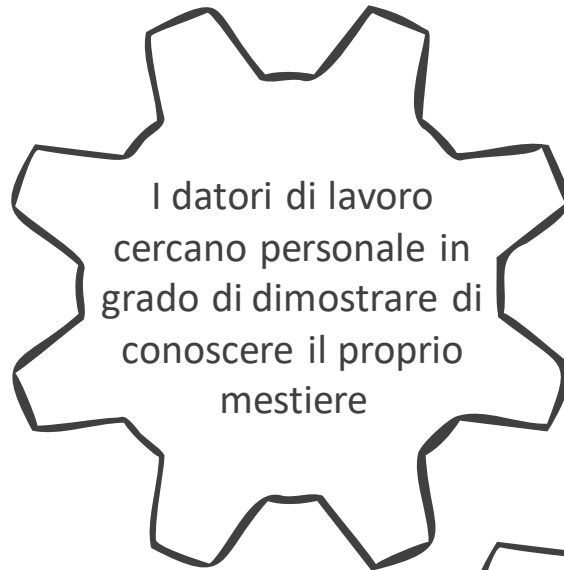 I datori di lavoro
cercano personale in
grado di dimostrare di
conoscere il proprio
mestiere